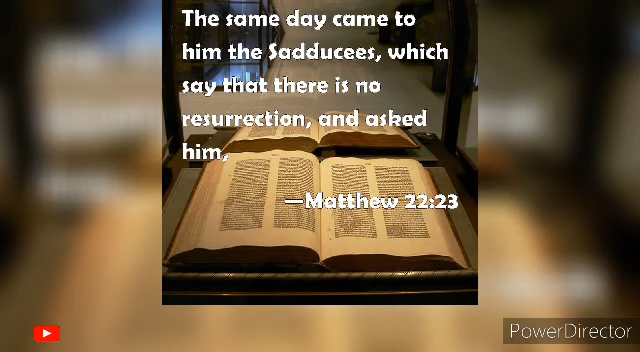 The same day came to
him the Sadducees, which
say that there is no
resurrection, and asked
him,
—Matthew 22:23
PowerDirector